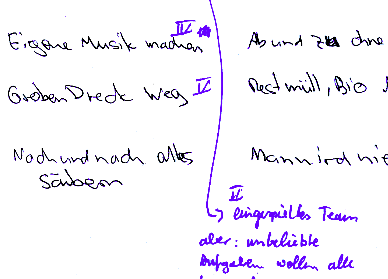 Eigene Musik machen IV
Groben Dreck weg IV
Nach und nach alles
säubern
Ab und zu ohne
Restmüll, Bio
Man wird nie
II
eingespieltes Team
aber: unbeliebte
Aufgaben wollen alle